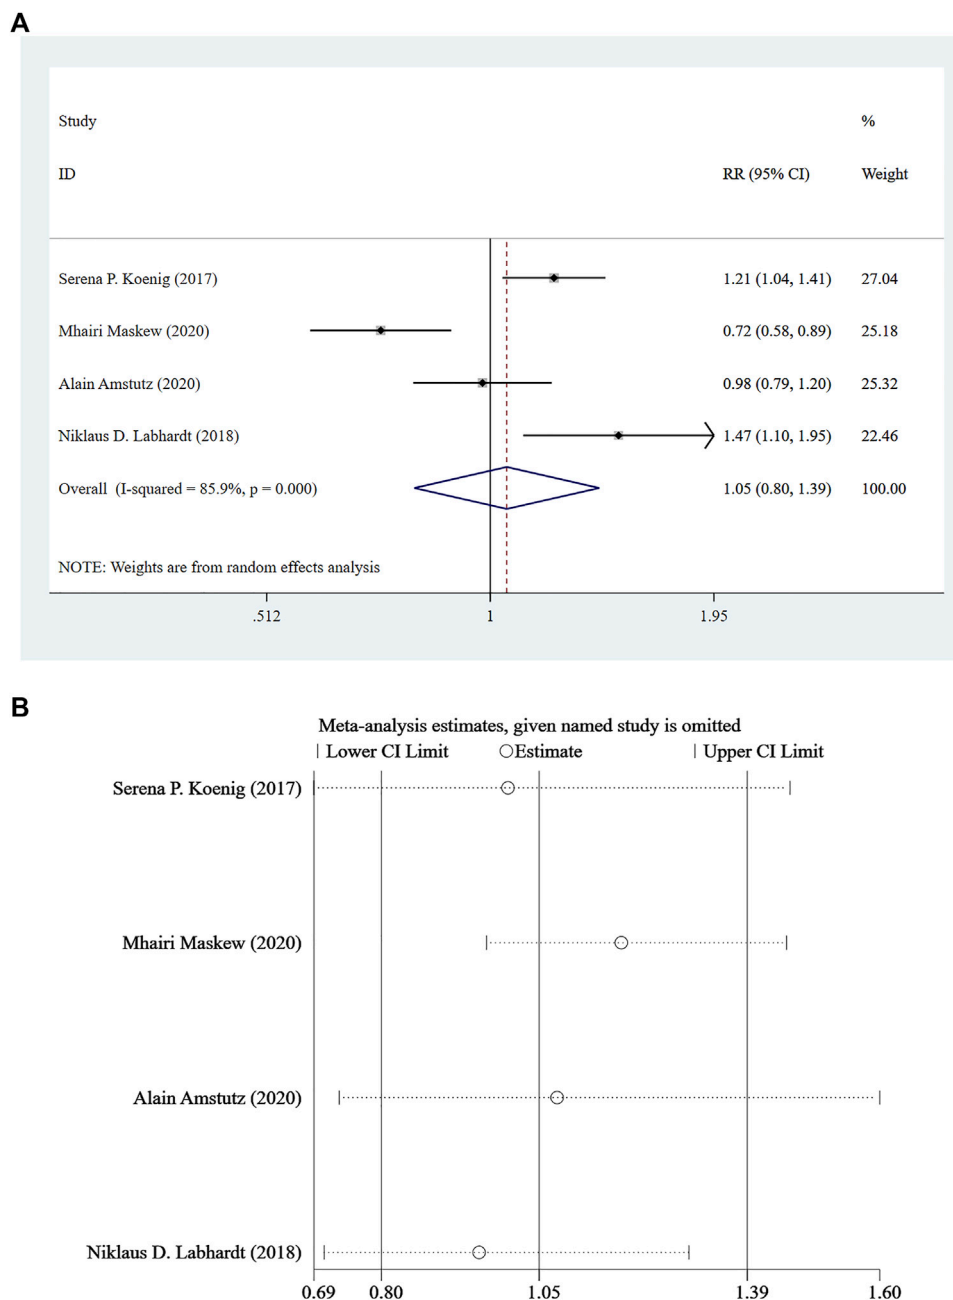 A
Study %
ID RR (95% CI) Weight
Serena P. Koenig (2017) 1.21 (1.04, 1.41) 27.04
Mhairi Maskew (2020) 0.72 (0.58, 0.89) 25.18
Alain Amstutz (2020) 0.98 (0.79, 1.20) 25.32
Niklaus D. Labhardt (2018) 1.47 (1.10, 1.95) 22.46
Overall (I-squared = 85.9%, p = 0.000) 1.05 (0.80, 1.39) 100.00
NOTE: Weights are from random effects analysis
.512 1 1.95
B
Meta-analysis estimates, given named study is omitted
Lower CI Limit Estimate Upper CI Limit
Serena P. Koenig (2017)
Mhairi Maskew (2020)
Alain Amstutz (2020)
Niklaus D. Labhardt (2018)
0.69 0.80 1.05 1.39 1.60